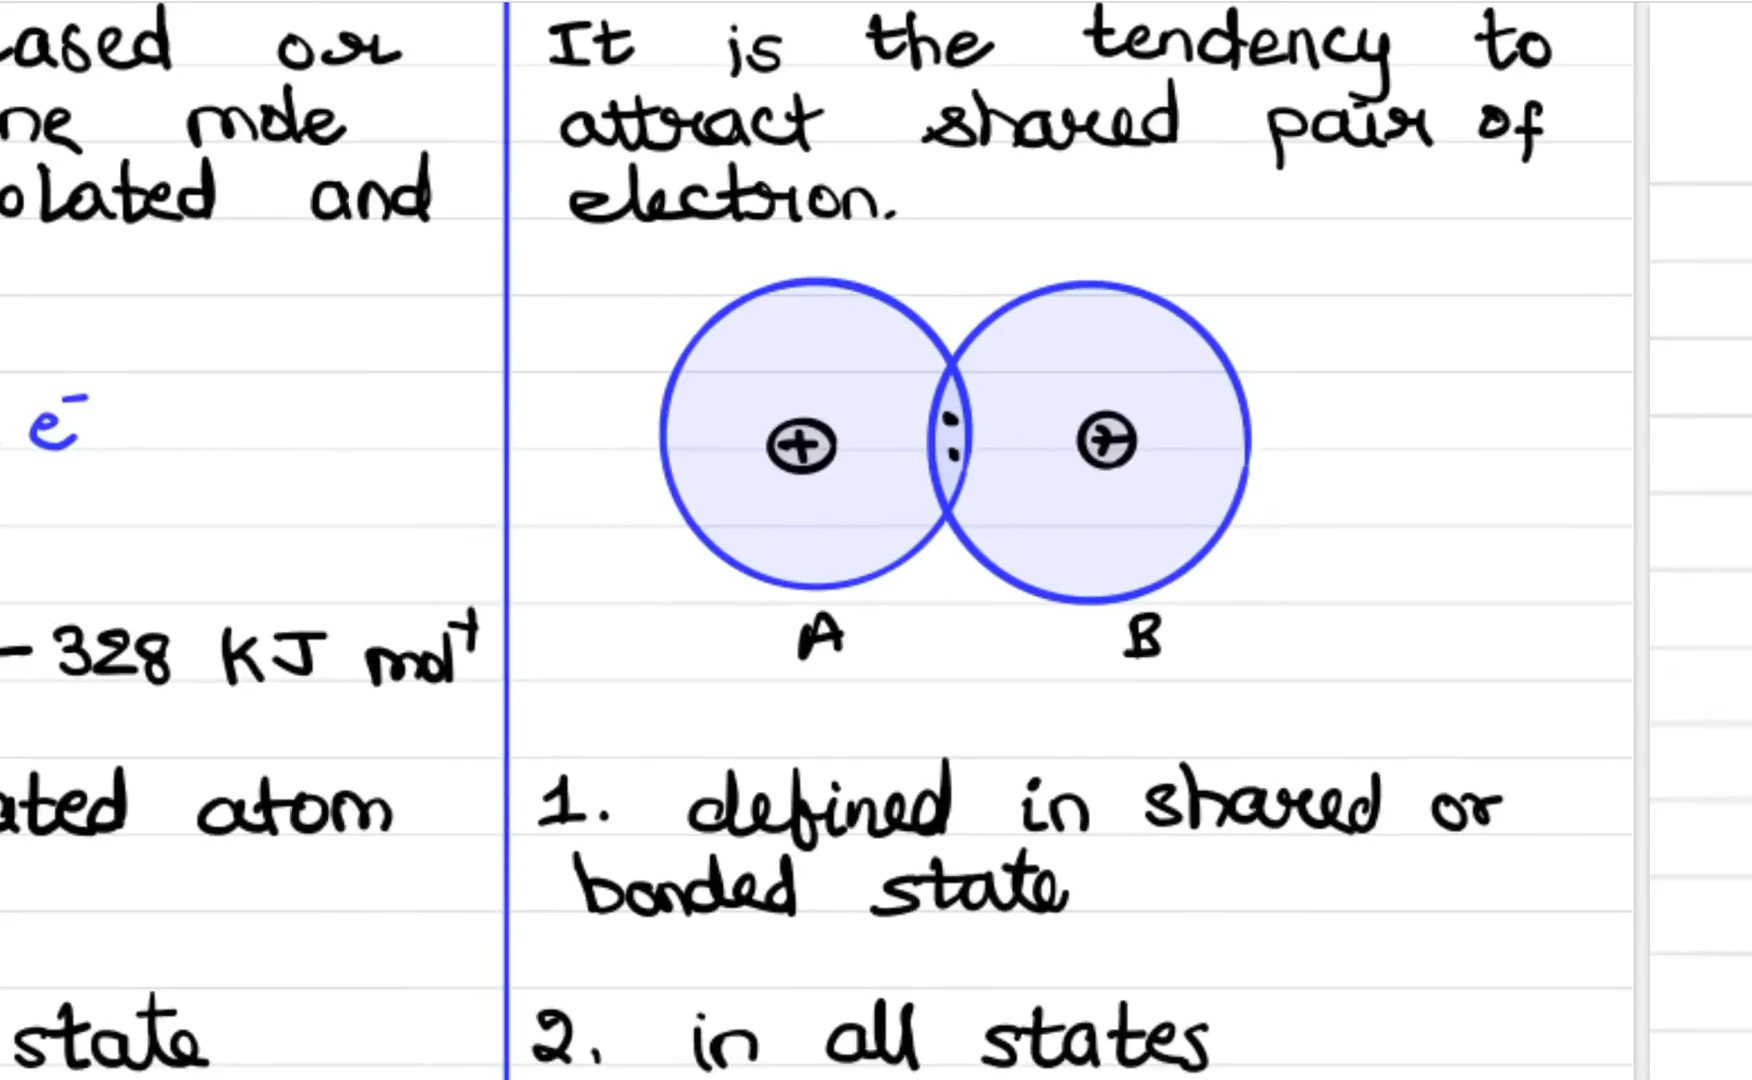 ased or
ne mole
olated and
e⁻
-328 KJ mol⁻¹
ated atom
state
It is the tendency to
attract shared pair of
electron.
+ +
A B
1. defined in shared or
bonded state
2. in all states